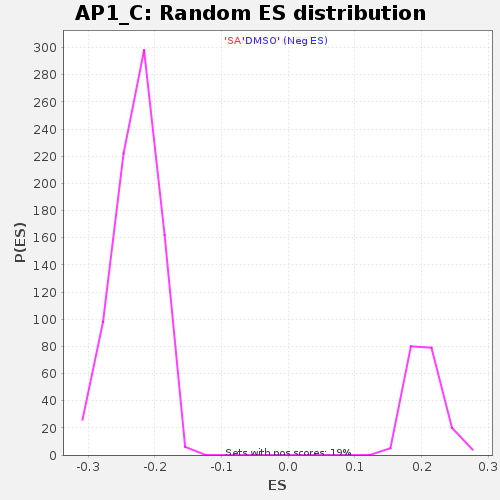 AP1_C: Random ES distribution
'SA'DMSO' (Neg ES)
P(ES)
300
280
260
240
220
200
180
160
140
120
100
80
60
40
20
0
Sets with pos scores: 19%
-0.3 -0.2 -0.1 0.0 0.1 0.2 0.3
ES